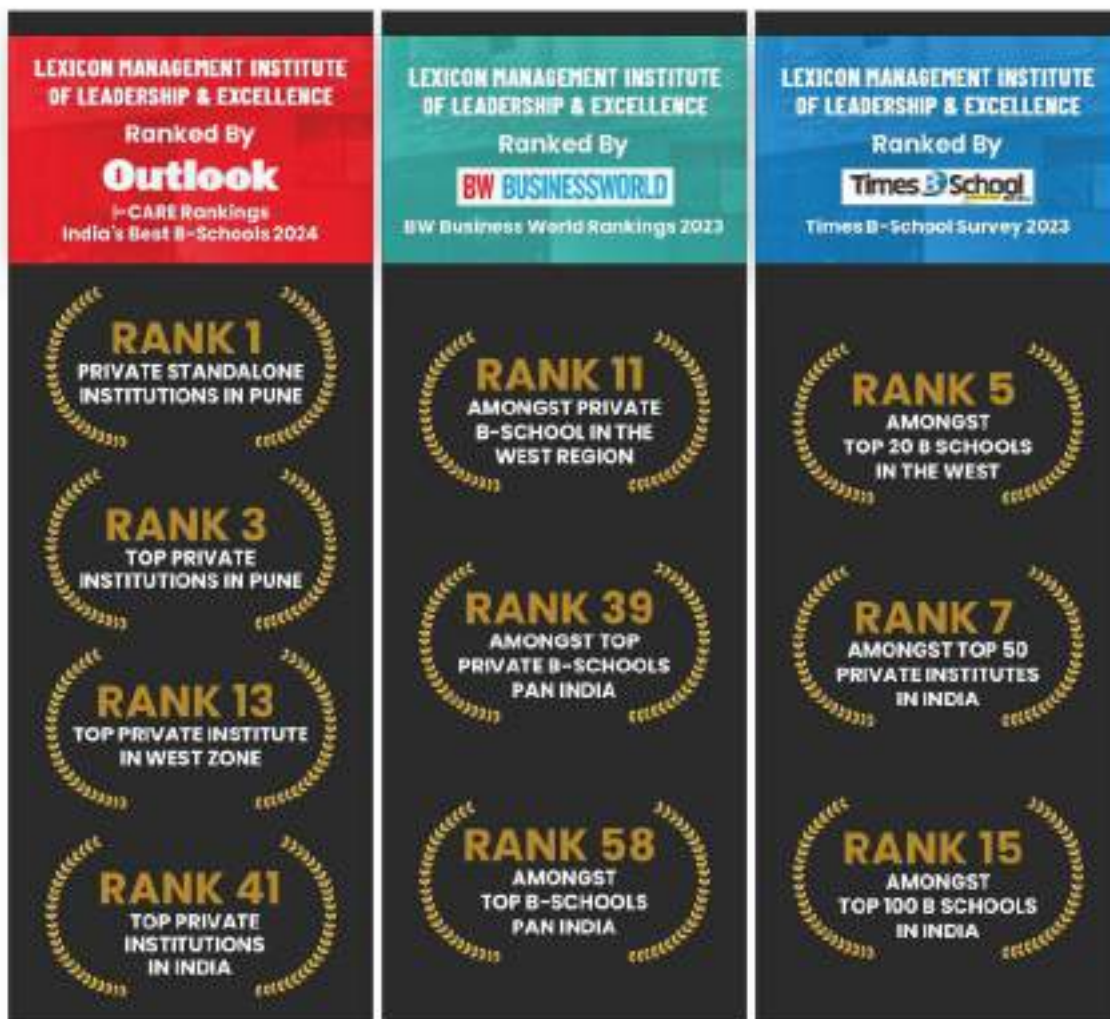 LEXICON MANAGEMENT INSTITUTE
OF LEADERSHIP & EXCELLENCE
Ranked By
Outlook
I-CARE Rankings
India's Best B-Schools 2024
RANK 1
PRIVATE STANDALONE
INSTITUTIONS IN PUNE
RANK 3
TOP PRIVATE
INSTITUTIONS IN PUNE
RANK 13
TOP PRIVATE INSTITUTE
IN WEST ZONE
RANK 41
TOP PRIVATE
INSTITUTIONS
IN INDIA
LEXICON MANAGEMENT INSTITUTE
OF LEADERSHIP & EXCELLENCE
Ranked By
BW BUSINESSWORLD
BW Business World Rankings 2023
RANK 11
AMONGST PRIVATE
B-SCHOOL IN THE
WEST REGION
RANK 39
AMONGST TOP
PRIVATE B-SCHOOLS
PAN INDIA
RANK 58
AMONGST
TOP B-SCHOOLS
PAN INDIA
LEXICON MANAGEMENT INSTITUTE
OF LEADERSHIP & EXCELLENCE
Ranked By
Times B School
Times B-School Survey 2023
RANK 5
AMONGST
TOP 20 B SCHOOLS
IN THE WEST
RANK 7
AMONGST TOP 50
PRIVATE INSTITUTES
IN INDIA
RANK 15
AMONGST
TOP 100 B SCHOOLS
IN INDIA